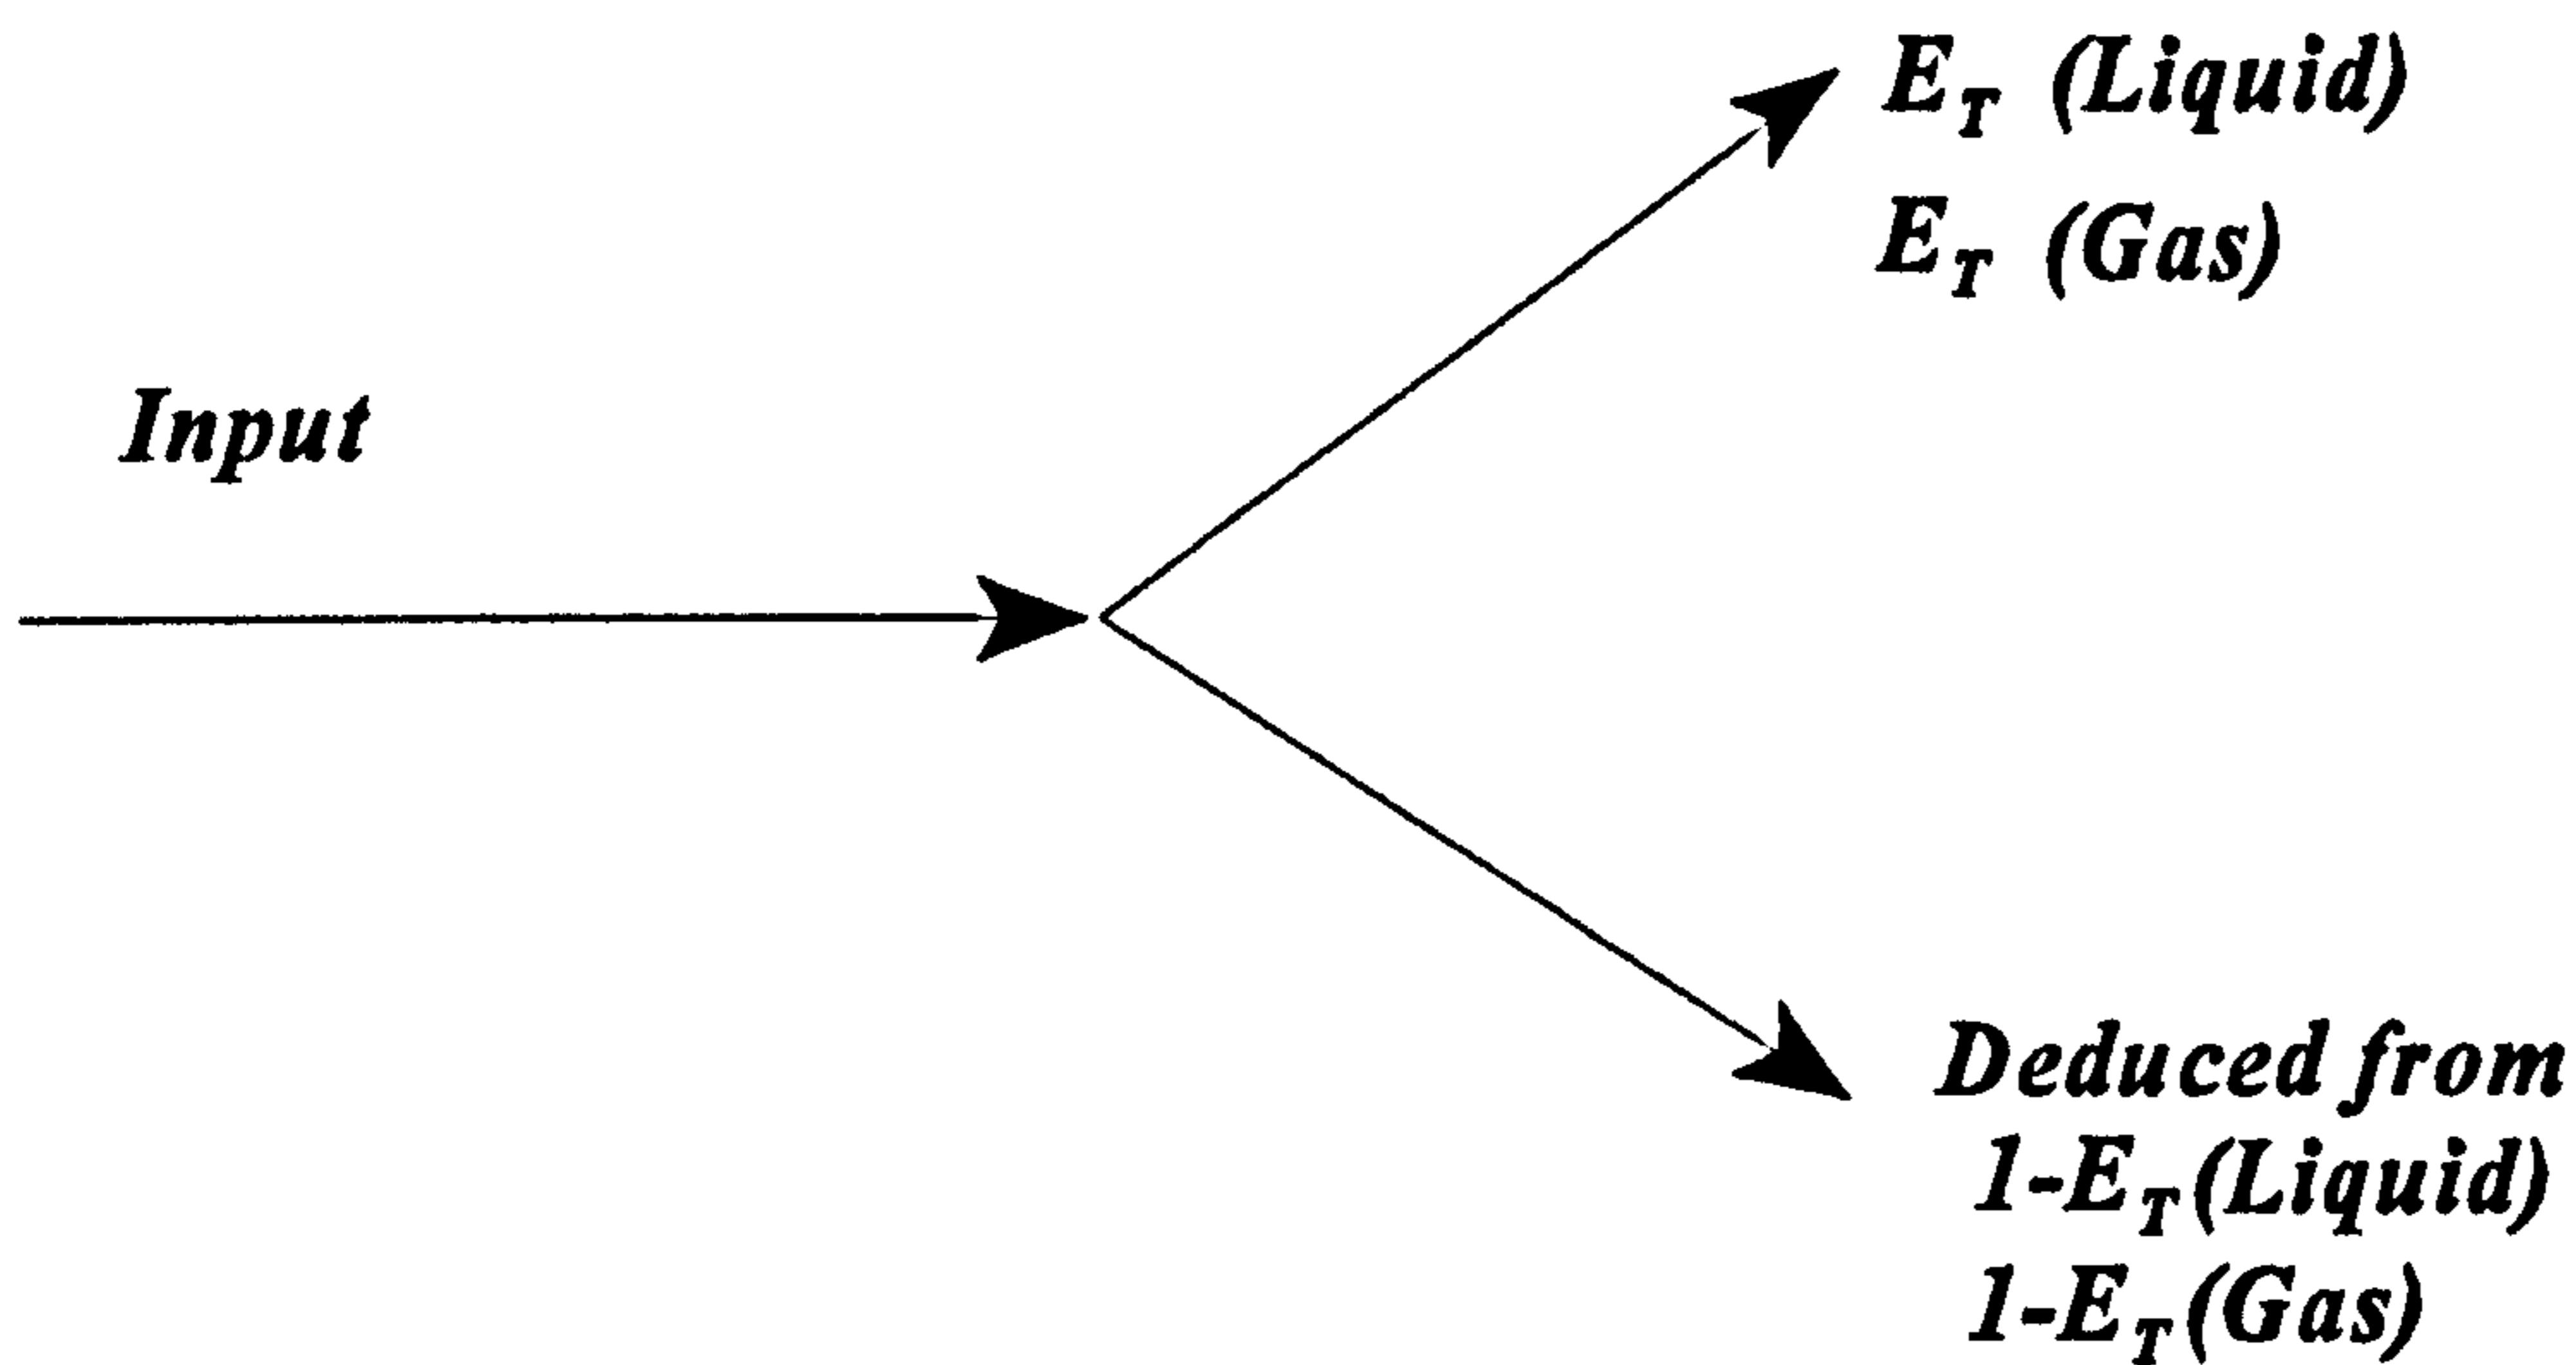 E_T (Liquid)
E_T (Gas)
Input
Deduced from
1-E_T(Liquid)
1-E_T(Gas)